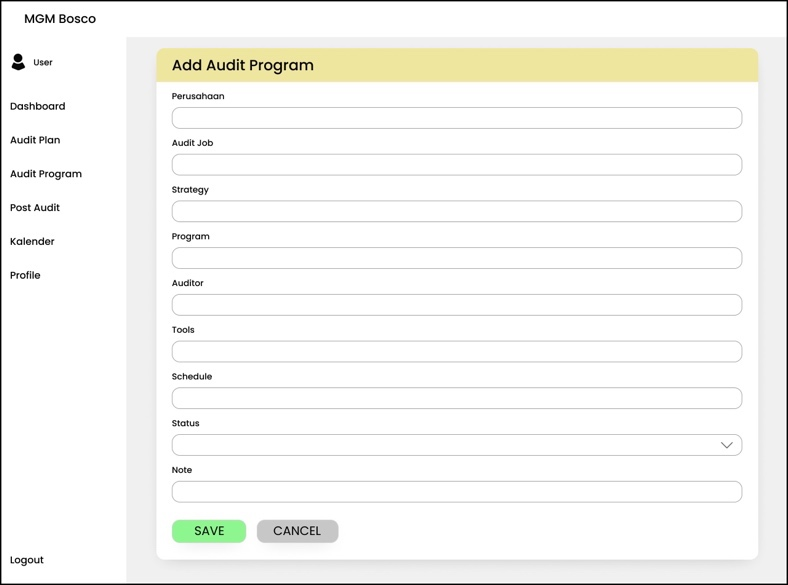 MGM Bosco
User
Dashboard
Audit Plan
Audit Program
Post Audit
Kalender
Profile
Logout
Add Audit Program
Perusahaan
Audit Job
Strategy
Program
Auditor
Tools
Schedule
Status
Note
SAVE
CANCEL